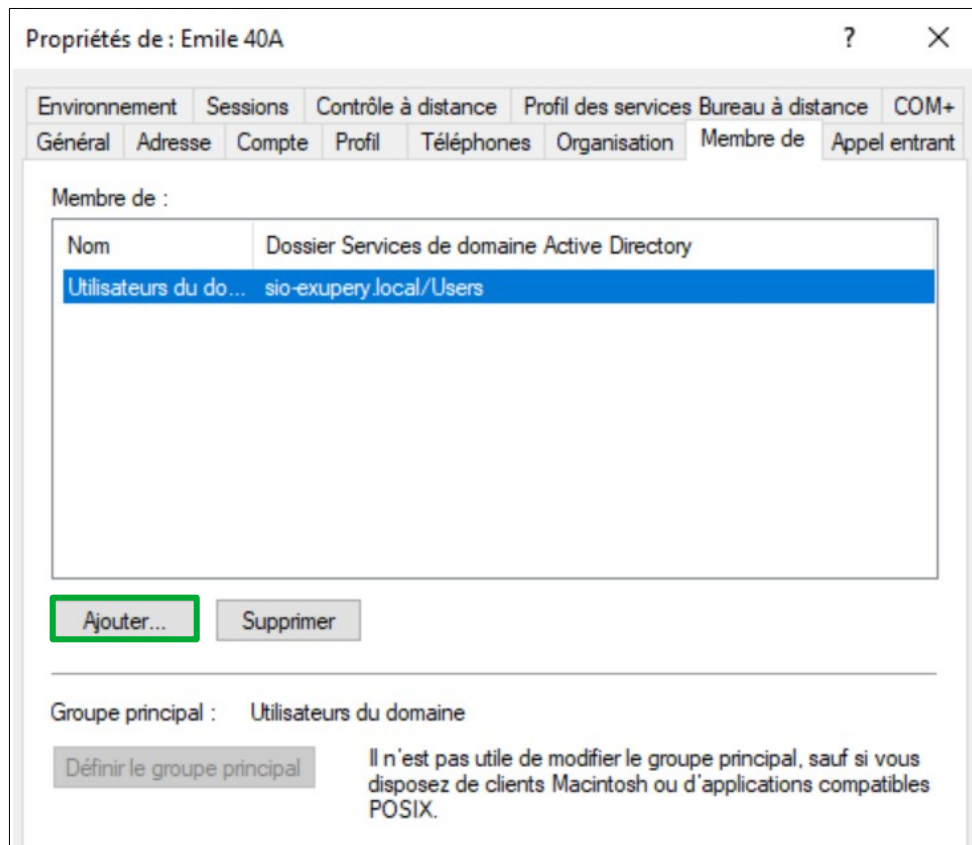 Propriétés de : Emile 40A ?
Environnement Sessions Contrôle à distance Profil des services Bureau à distance COM+
Général Adresse Compte Profil Téléphones Organisation Membre de Appel entrant
Membre de :
Nom Dossier Services de domaine Active Directory
Utilisateurs du do... sio-exupery.local/Users
Ajouter... Supprimer
Groupe principal : Utilisateurs du domaine
Définir le groupe principal
Il n'est pas utile de modifier le groupe principal, sauf si vous
disposez de clients Macintosh ou d'applications compatibles
POSIX.